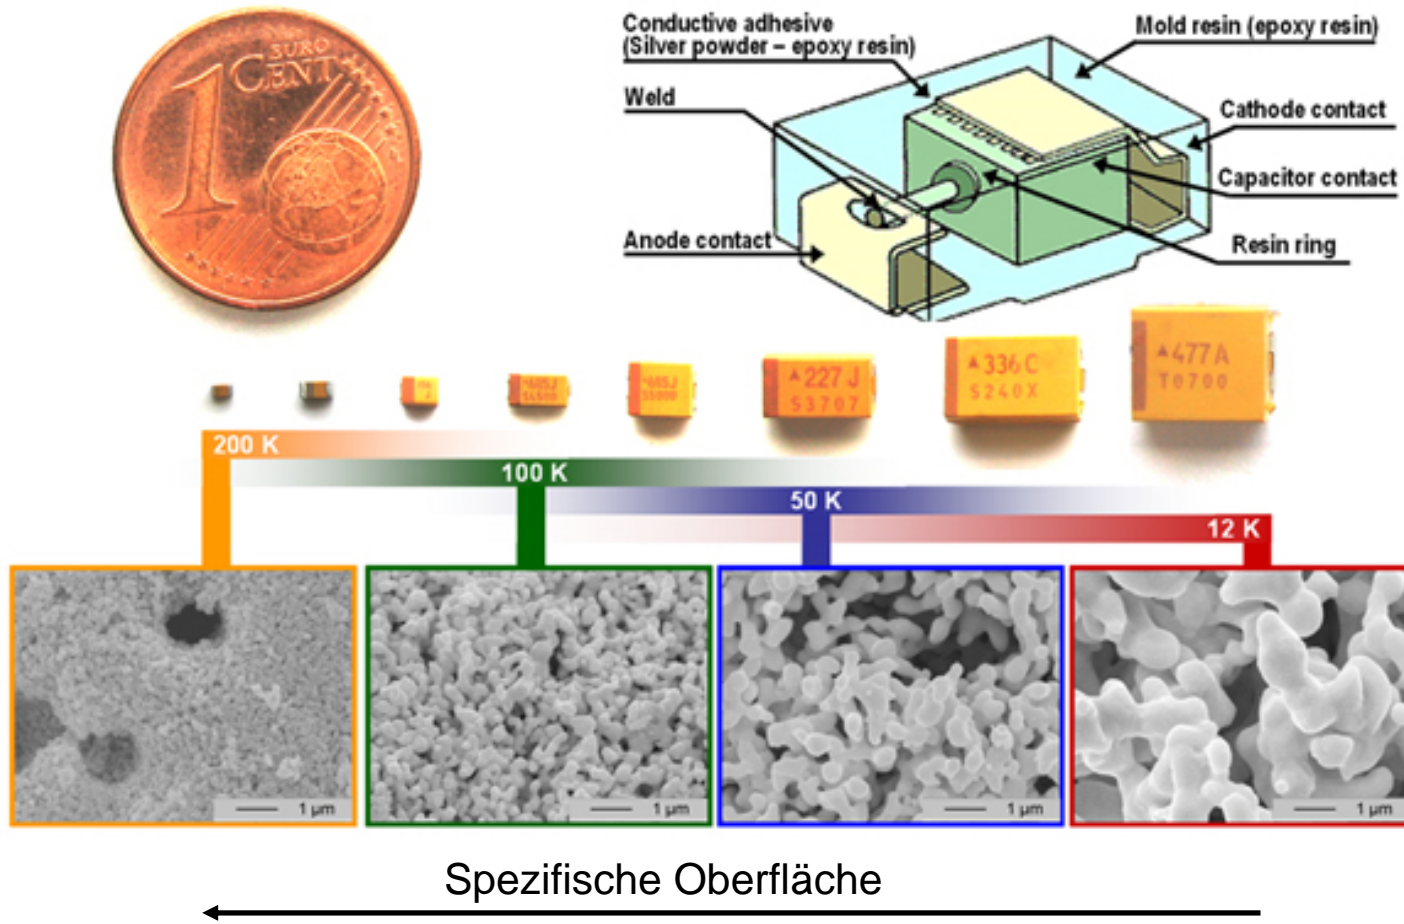 1
EURO
CENT
Conductive adhesive
(Silver powder – epoxy resin)
Weld
Anode contact
Mold resin (epoxy resin)
Cathode contact
Capacitor contact
Resin ring
227 J
S3707
336 C
S240X
477A
T0700
200 K
100 K
50 K
12 K
1 µm
1 µm
1 µm
1 µm
Spezifische Oberfläche